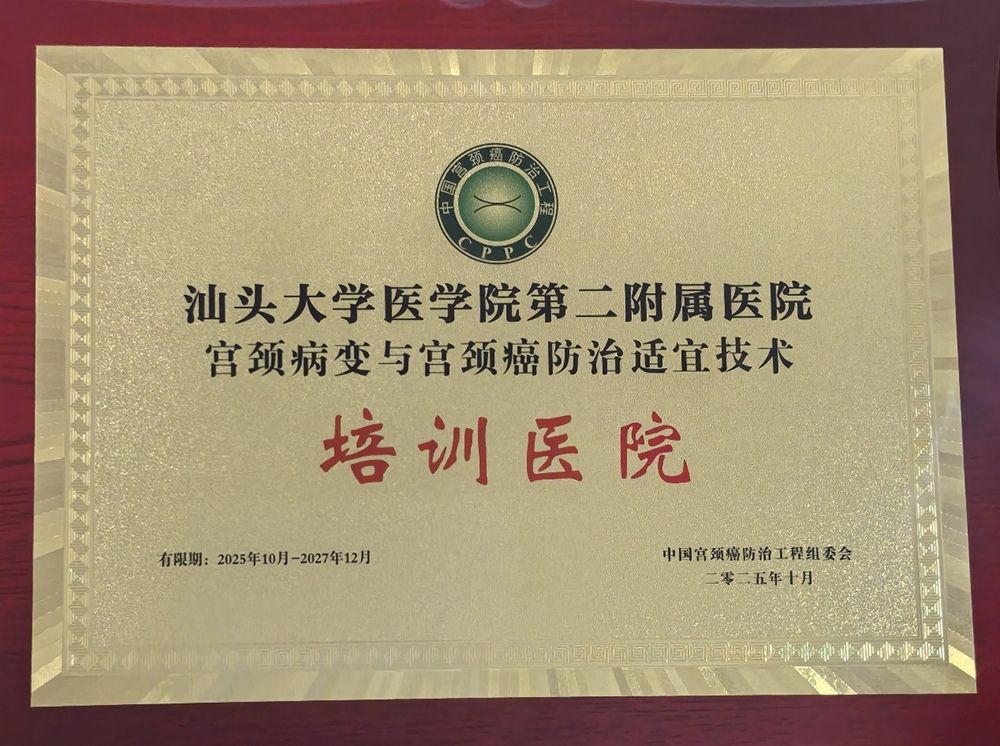 中国宫颈癌防治工程
CPPC
汕头大学医学院第二附属医院
宫颈病变与宫颈癌防治适宜技术
培训医院
有限期：2025年10月-2027年12月
中国宫颈癌防治工程组委会
二零二五年十月